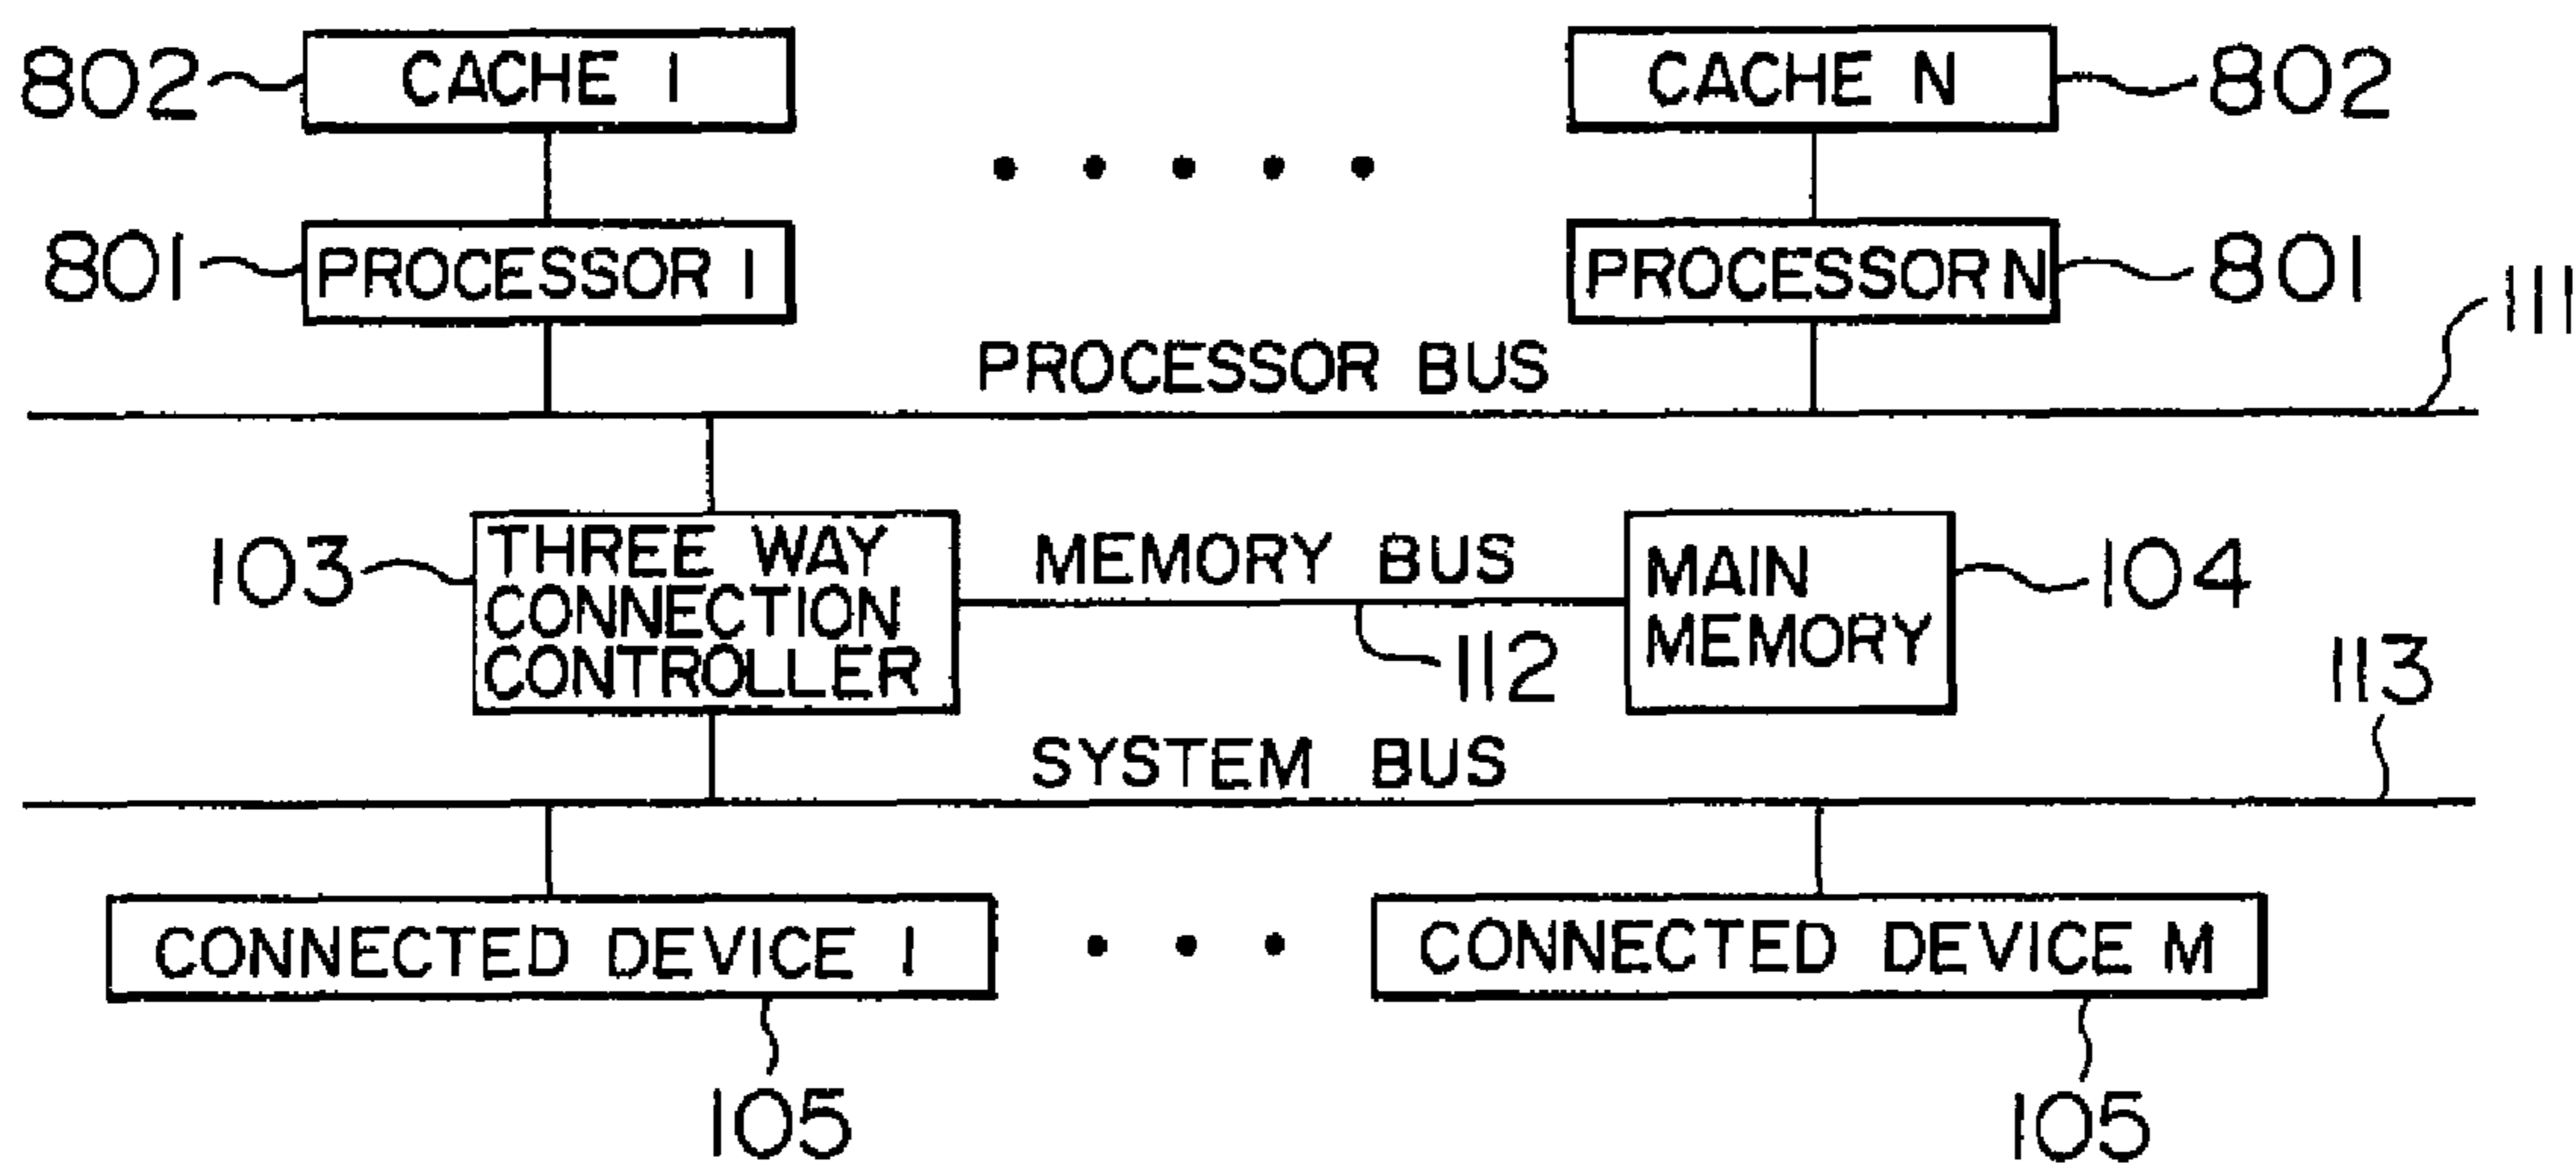 802 CACHE 1 CACHE N 802
801 PROCESSOR 1 PROCESSOR N 801
111
PROCESSOR BUS
103 THREE WAY CONNECTION CONTROLLER
MEMORY BUS
112
MAIN MEMORY 104
113
SYSTEM BUS
CONNECTED DEVICE 1 CONNECTED DEVICE M
105 105